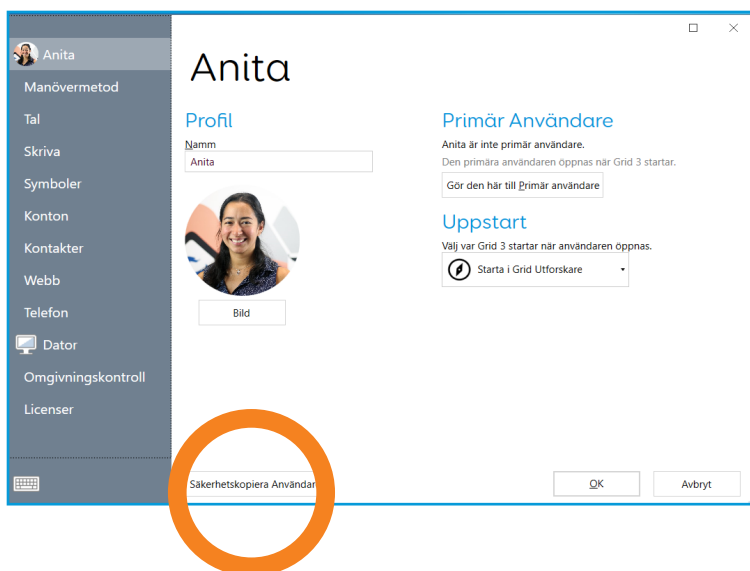 Anita
Manövermetod
Tal
Skriva
Symboler
Konton
Kontakter
Webb
Telefon
Dator
Omgivningskontroll
Licenser
Anita
Profil
Namm
Anita
Bild
Primär Användare
Anita är inte primär användare.
Den primära användaren öppnas när Grid 3 startar.
Gör den här till Primär användare
Uppstart
Välj var Grid 3 startar när användaren öppnas.
Starta i Grid Utforskare
Säkerhetskopiera Användar
OK
Avbryt